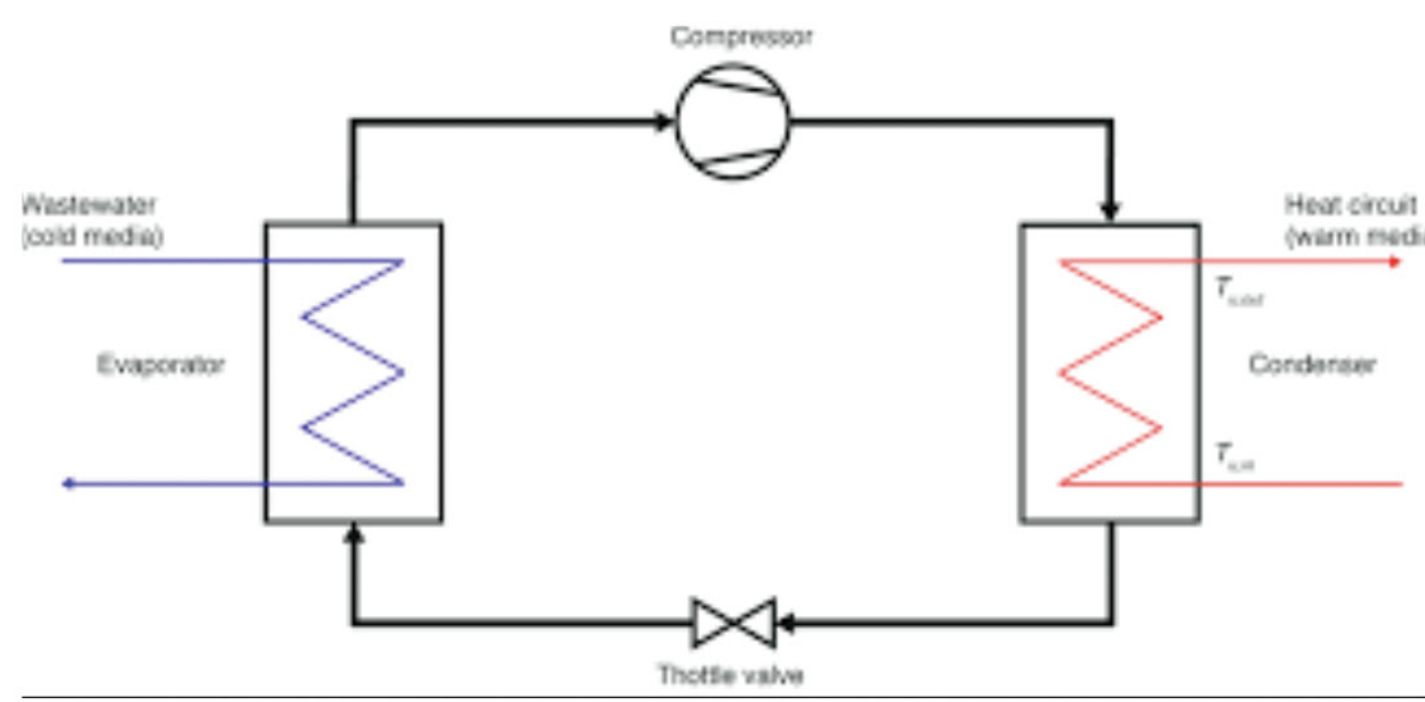 Compressor
Wastewater
(cold media)
Heat circuit
(warm medi
T
Evaporator
Condenser
T
Thottle valve